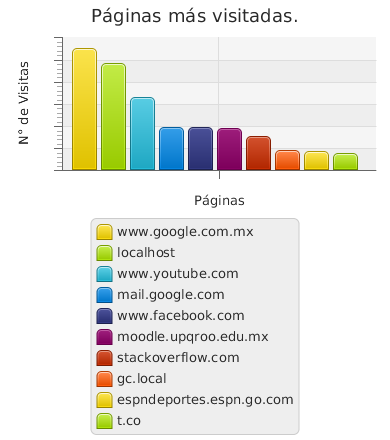 Páginas más visitadas.
N° de Visitas
Páginas
www.google.com.mx
localhost
www.youtube.com
mail.google.com
www.facebook.com
moodle.upqroo.edu.mx
stackoverflow.com
gc.local
espndeportes.espn.go.com
t.co